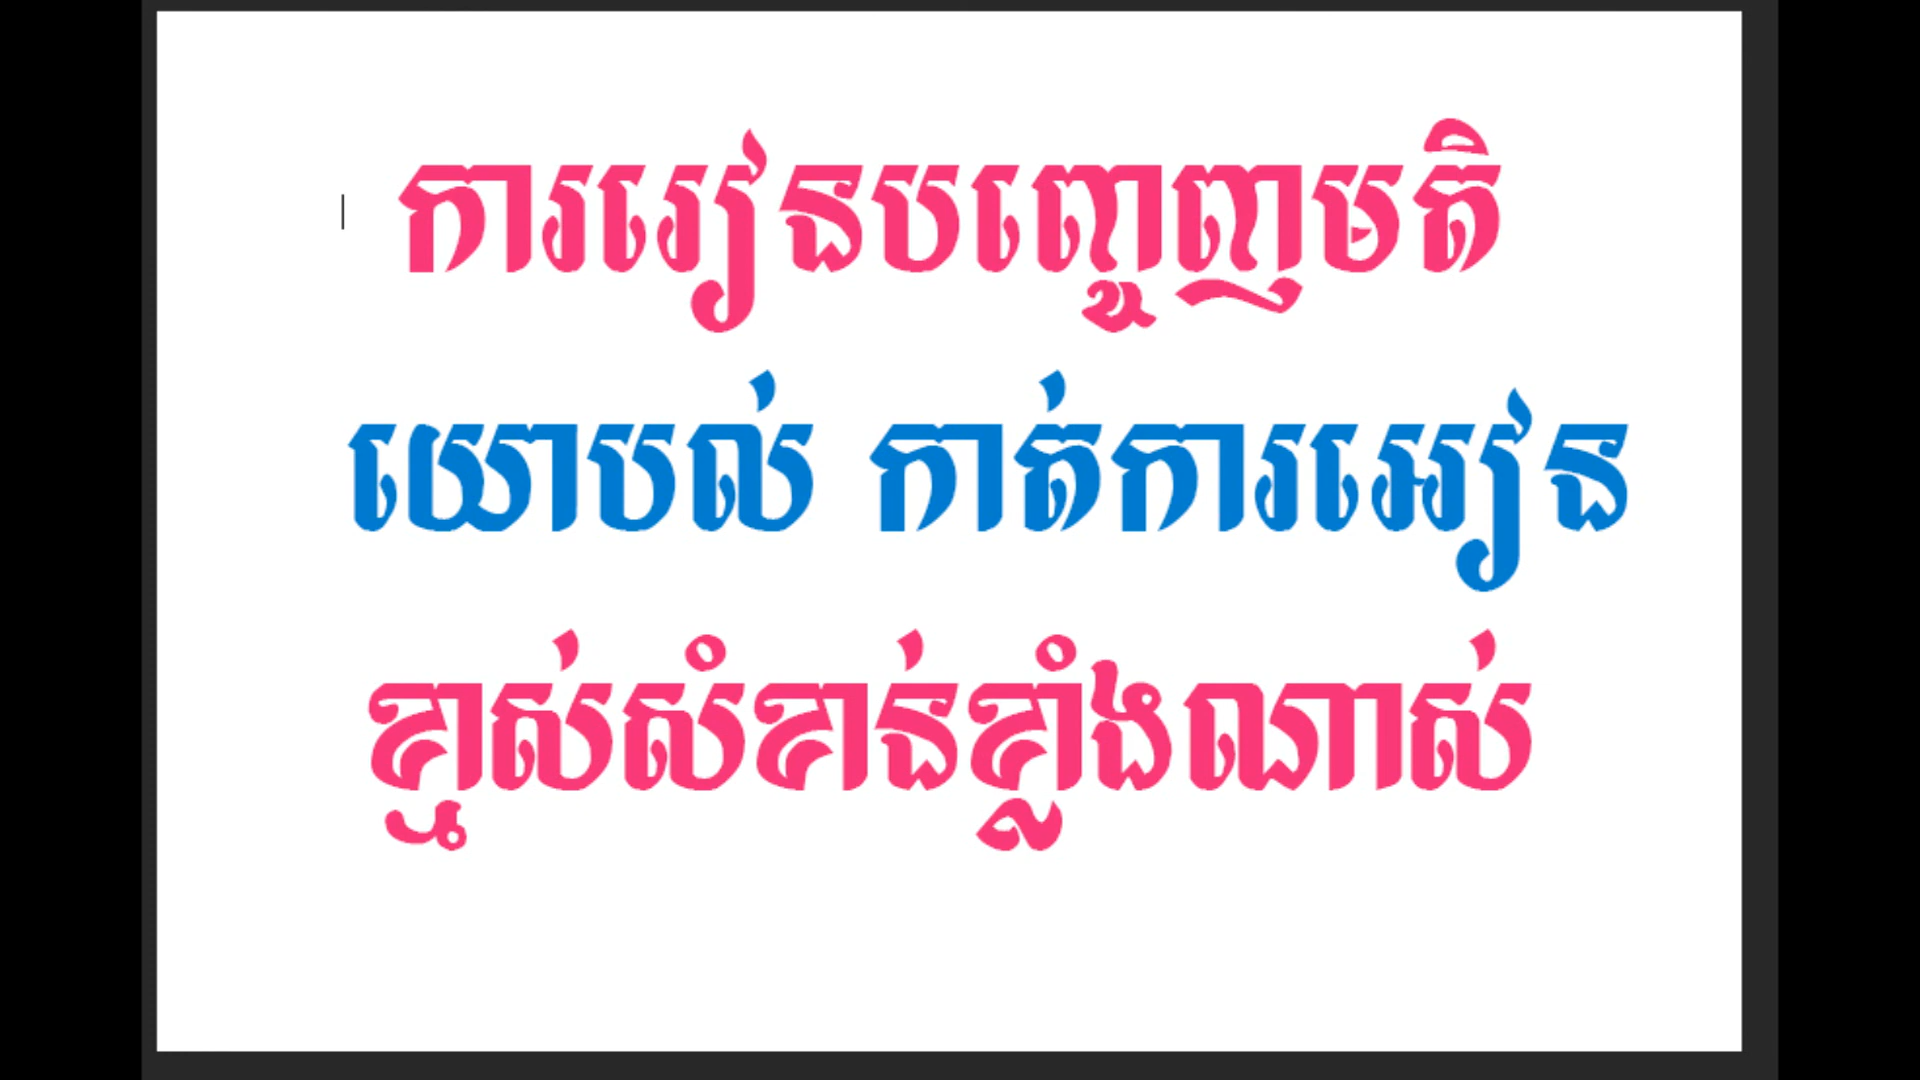 ការរៀនបញ្ចេញមតិ
យោបល់ កាត់ការអៀន
ខ្មាស់សំខាន់ខ្លាំងណាស់